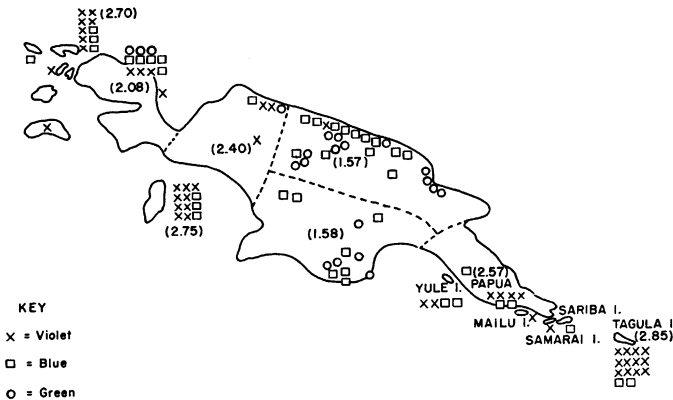 (2.70)
(2.08)
(2.40)
(1.57)
(2.75)
(1.58)
(2.57)
YULE I.
PAPUA
SARIBA I.
MAILU I.
TAGULA I
SAMARAI I.
(2.85)
KEY
X = Violet
□ = Blue
○ = Green